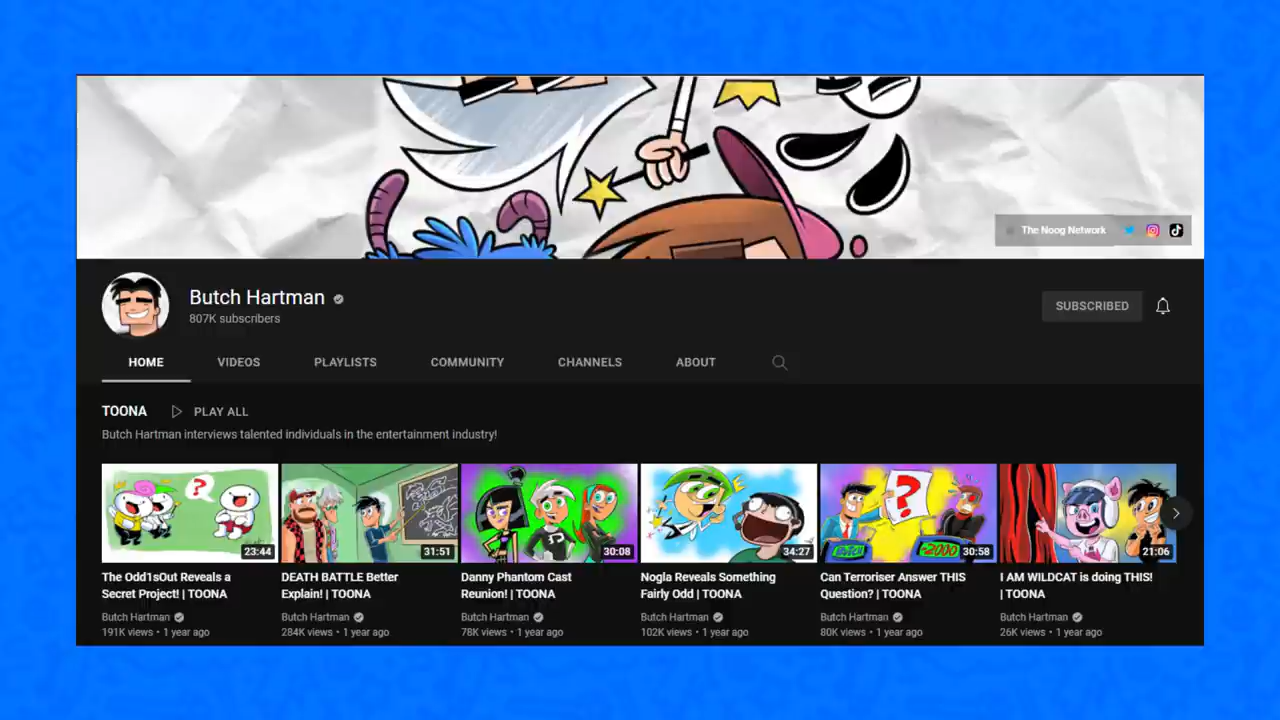 The Noog Network
Butch Hartman
807K subscribers
SUBSCRIBED
HOME VIDEOS PLAYLISTS COMMUNITY CHANNELS ABOUT
TOONA PLAY ALL
Butch Hartman interviews talented individuals in the entertainment industry!
?
23:44
The Odd1sOut Reveals a
Secret Project! | TOONA
Butch Hartman
191K views • 1 year ago
31:51
DEATH BATTLE Better
Explain! | TOONA
Butch Hartman
284K views • 1 year ago
30:08
Danny Phantom Cast
Reunion! | TOONA
Butch Hartman
78K views • 1 year ago
34:27
Nogla Reveals Something
Fairly Odd | TOONA
Butch Hartman
102K views • 1 year ago
?
BUTCH
-2000
30:58
Can Terroriser Answer THIS
Question? | TOONA
Butch Hartman
80K views • 1 year ago
21:06
I AM WILDCAT is doing THIS!
| TOONA
Butch Hartman
26K views • 1 year ago